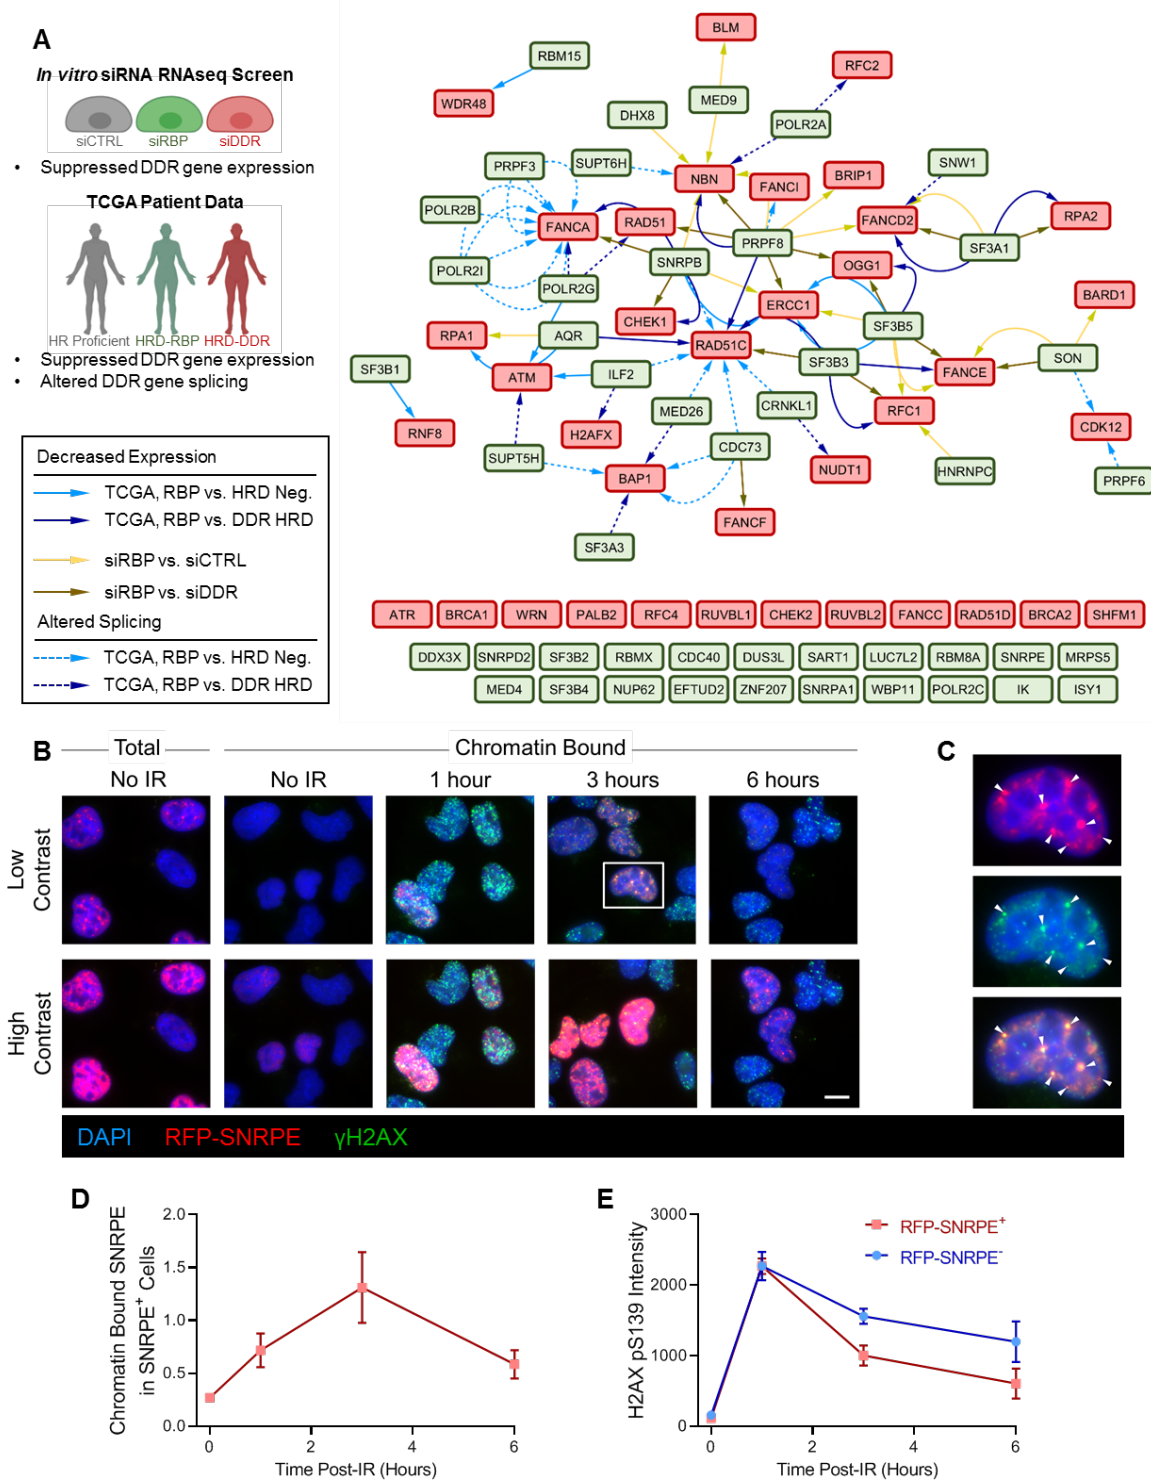 A
In vitro siRNA RNAseq Screen
siCTRL siRBP siDDR
• Suppressed DDR gene expression
TCGA Patient Data
HR Proficient HRD-RBP HRD-DDR
• Suppressed DDR gene expression
• Altered DDR gene splicing
Decreased Expression
TCGA, RBP vs. HRD Neg.
TCGA, RBP vs. DDR HRD
siRBP vs. siCTRL
siRBP vs. siDDR
Altered Splicing
TCGA, RBP vs. HRD Neg.
TCGA, RBP vs. DDR HRD
BLM
RBM15
RFC2
WDR48
MED9
DHX8
POLR2A
PRPF3
SUPT6H
SNW1
NBN
FANCI
BRIP1
POLR2B
FANCA
RAD51
FANCD2
RPA2
PRPF8
SF3A1
POLR2I
SNRPB
OGG1
POLR2G
ERCC1
BARD1
CHEK1
SF3B5
RPA1
AQR
RAD51C
SF3B1
ATM
ILF2
SF3B3
FANCE
SON
MED26
CRNKL1
RFC1
RNF8
H2AFX
CDK12
SUPT5H
CDC73
BAP1
NUDT1
HNRNPC
PRPF6
FANCF
SF3A3
ATR BRCA1 WRN PALB2 RFC4 RUVBL1 CHEK2 RUVBL2 FANCC RAD51D BRCA2 SHFM1
DDX3X SNRPD2 SF3B2 RBMX CDC40 DUS3L SART1 LUC7L2 RBM8A SNRPE MRPS5
MED4 SF3B4 NUP62 EFTUD2 ZNF207 SNRPA1 WBP11 POLR2C IK ISY1
B
Total Chromatin Bound
No IR No IR 1 hour 3 hours 6 hours
Low
Contrast
High
Contrast
DAPI RFP-SNRPE γH2AX
C
D
Chromatin Bound SNRPE
in SNRPE+ Cells
2.0
1.5
1.0
0.5
0.0
0 2 4 6
Time Post-IR (Hours)
E
H2AX pS139 Intensity
3000
2000
1000
0
0 2 4 6
Time Post-IR (Hours)
RFP-SNRPE+
RFP-SNRPE-